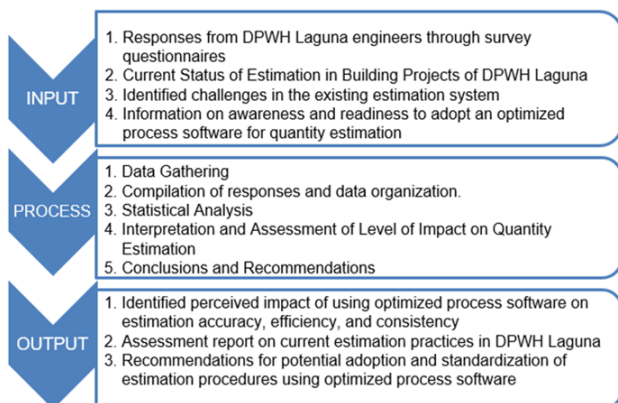 INPUT
1. Responses from DPWH Laguna engineers through survey
questionnaires
2. Current Status of Estimation in Building Projects of DPWH Laguna
3. Identified challenges in the existing estimation system
4. Information on awareness and readiness to adopt an optimized
process software for quantity estimation
PROCESS
1. Data Gathering
2. Compilation of responses and data organization.
3. Statistical Analysis
4. Interpretation and Assessment of Level of Impact on Quantity
Estimation
5. Conclusions and Recommendations
OUTPUT
1. Identified perceived impact of using optimized process software on
estimation accuracy, efficiency, and consistency
2. Assessment report on current estimation practices in DPWH Laguna
3. Recommendations for potential adoption and standardization of
estimation procedures using optimized process software